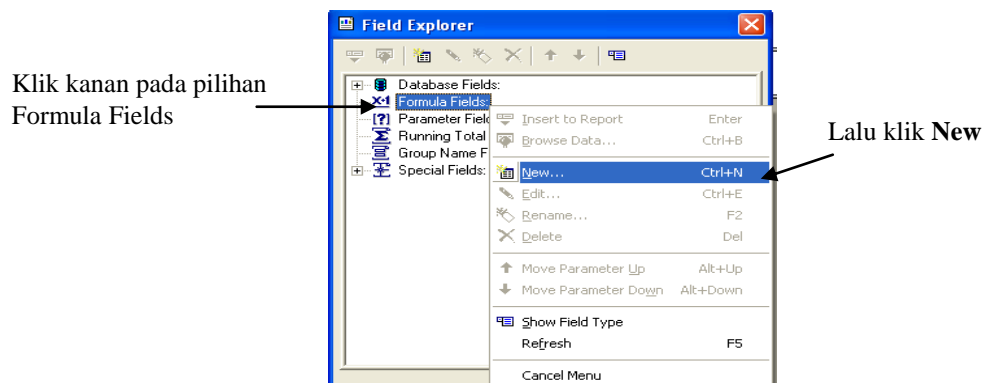 Field Explorer
Klik kanan pada pilihan
Formula Fields
Database Fields:
Formula Fields:
Parameter Field
Running Total
Group Name F
Special Fields:
Insert to Report Enter
Browse Data... Ctrl+B
New... Ctrl+N
Edit... Ctrl+E
Rename... F2
Delete Del
Move Parameter Up Alt+Up
Move Parameter Down Alt+Down
Show Field Type
Refresh F5
Cancel Menu
Lalu klik New